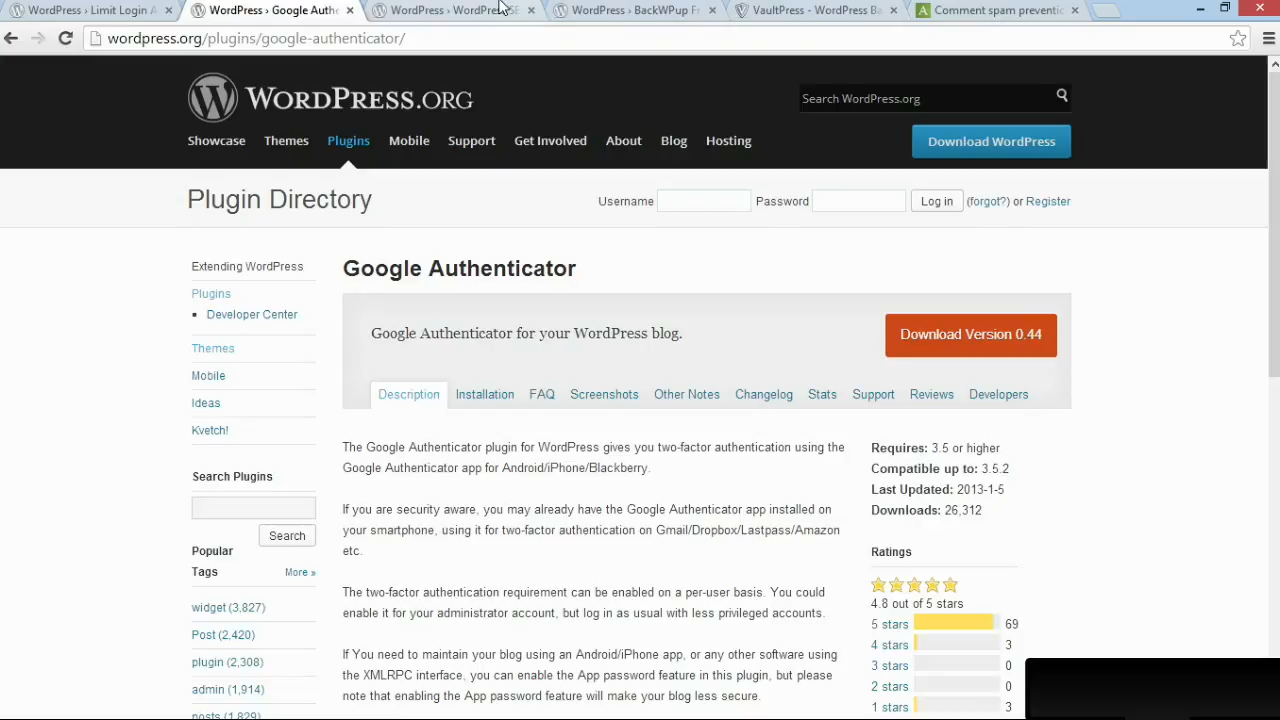 WordPress › Limit Login A
WordPress › Google Authe
WordPress › WordPre
WordPress › BackWPup Fr
VaultPress - WordPress Ba
Comment spam preventio
wordpress.org/plugins/google-authenticator/
WORDPRESS.ORG
Search WordPress.org
Showcase Themes Plugins Mobile Support Get Involved About Blog Hosting
Download WordPress
Plugin Directory
Username Password Log in (forgot?) or Register
Extending WordPress
Plugins
Developer Center
Themes
Mobile
Ideas
Kvetch!
Search Plugins
Search
Popular
Tags More »
widget (3,827)
Post (2,420)
plugin (2,308)
admin (1,914)
posts (1,829)
Google Authenticator
Google Authenticator for your WordPress blog.
Download Version 0.44
Description Installation FAQ Screenshots Other Notes Changelog Stats Support Reviews Developers
The Google Authenticator plugin for WordPress gives you two-factor authentication using the
Google Authenticator app for Android/iPhone/Blackberry.
If you are security aware, you may already have the Google Authenticator app installed on
your smartphone, using it for two-factor authentication on Gmail/Dropbox/Lastpass/Amazon
etc.
The two-factor authentication requirement can be enabled on a per-user basis. You could
enable it for your administrator account, but log in as usual with less privileged accounts.
If You need to maintain your blog using an Android/iPhone app, or any other software using
the XMLRPC interface, you can enable the App password feature in this plugin, but please
note that enabling the App password feature will make your blog less secure.
Requires: 3.5 or higher
Compatible up to: 3.5.2
Last Updated: 2013-1-5
Downloads: 26,312
Ratings
4.8 out of 5 stars
5 stars 69
4 stars 3
3 stars 0
2 stars 0
1 stars 3